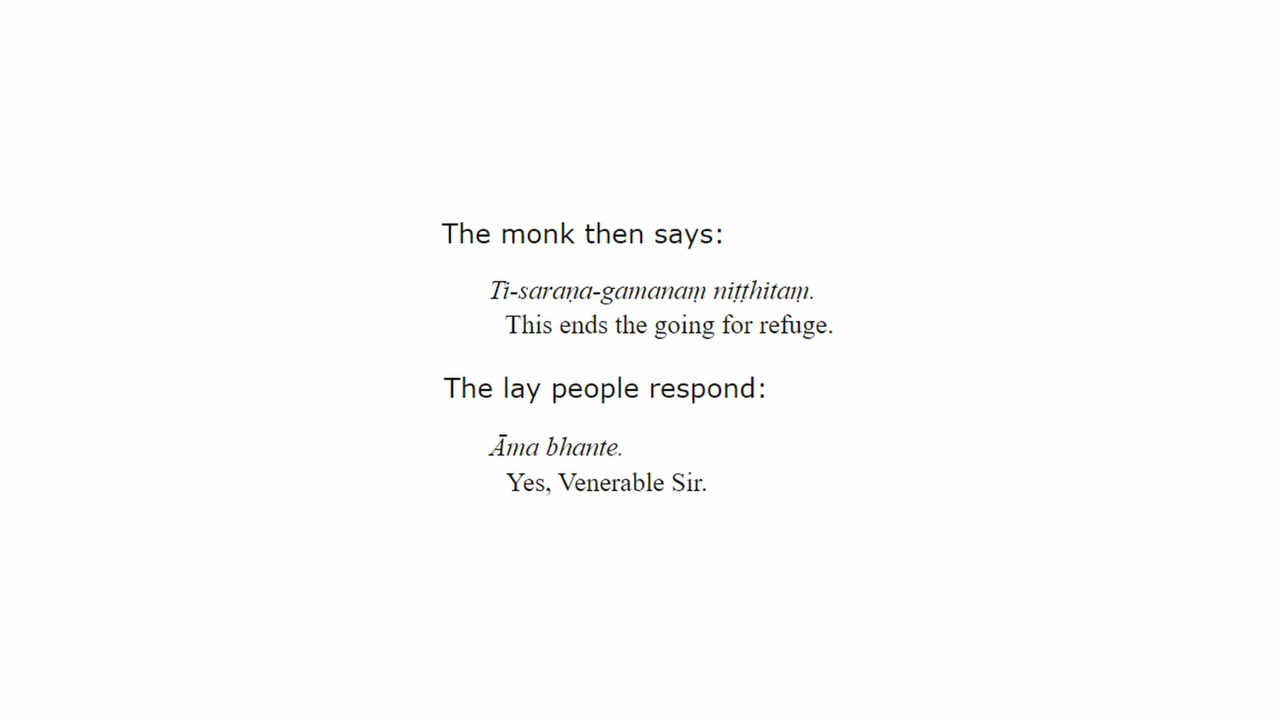 The monk then says:
Ti-saraṇa-gamanaṃ niṭṭhitaṃ.
This ends the going for refuge.
The lay people respond:
Āma bhante.
Yes, Venerable Sir.